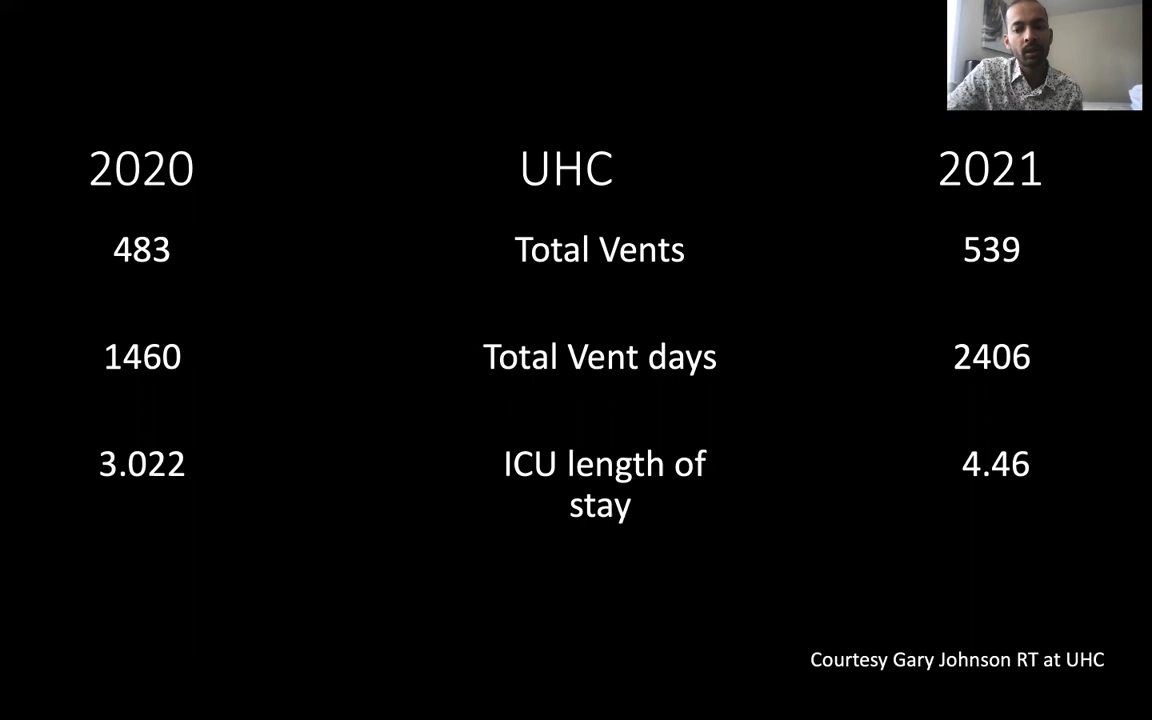 2020 UHC 2021
483 Total Vents 539
1460 Total Vent days 2406
3.022 ICU length of 4.46
stay
Courtesy Gary Johnson RT at UHC